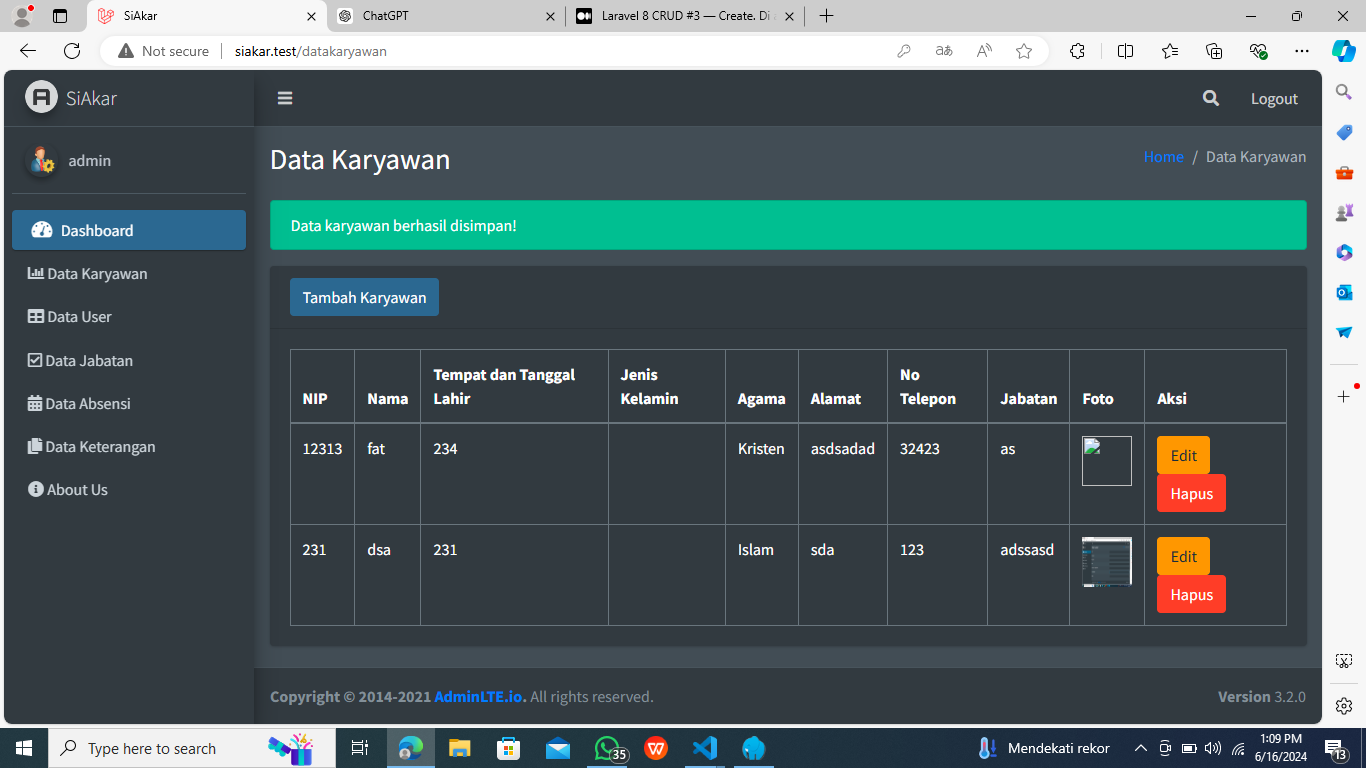 SiAkar
ChatGPT
Laravel 8 CRUD #3 — Create. Di
Not secure
siakar.test/datakaryawan
SiAkar
Logout
admin
Data Karyawan
Home / Data Karyawan
Data karyawan berhasil disimpan!
Dashboard
Data Karyawan
Data User
Data Jabatan
Data Absensi
Data Keterangan
About Us
Tambah Karyawan
NIP Nama Tempat dan Tanggal Lahir Jenis Kelamin Agama Alamat No Telepon Jabatan Foto Aksi
12313 fat 234 Kristen asdsadad 32423 as Edit
Hapus
231 dsa 231 Islam sda 123 adssasd Edit
Hapus
Copyright © 2014-2021 AdminLTE.io. All rights reserved.
Version 3.2.0
Type here to search
35
Mendekati rekor
1:09 PM
6/16/2024
13